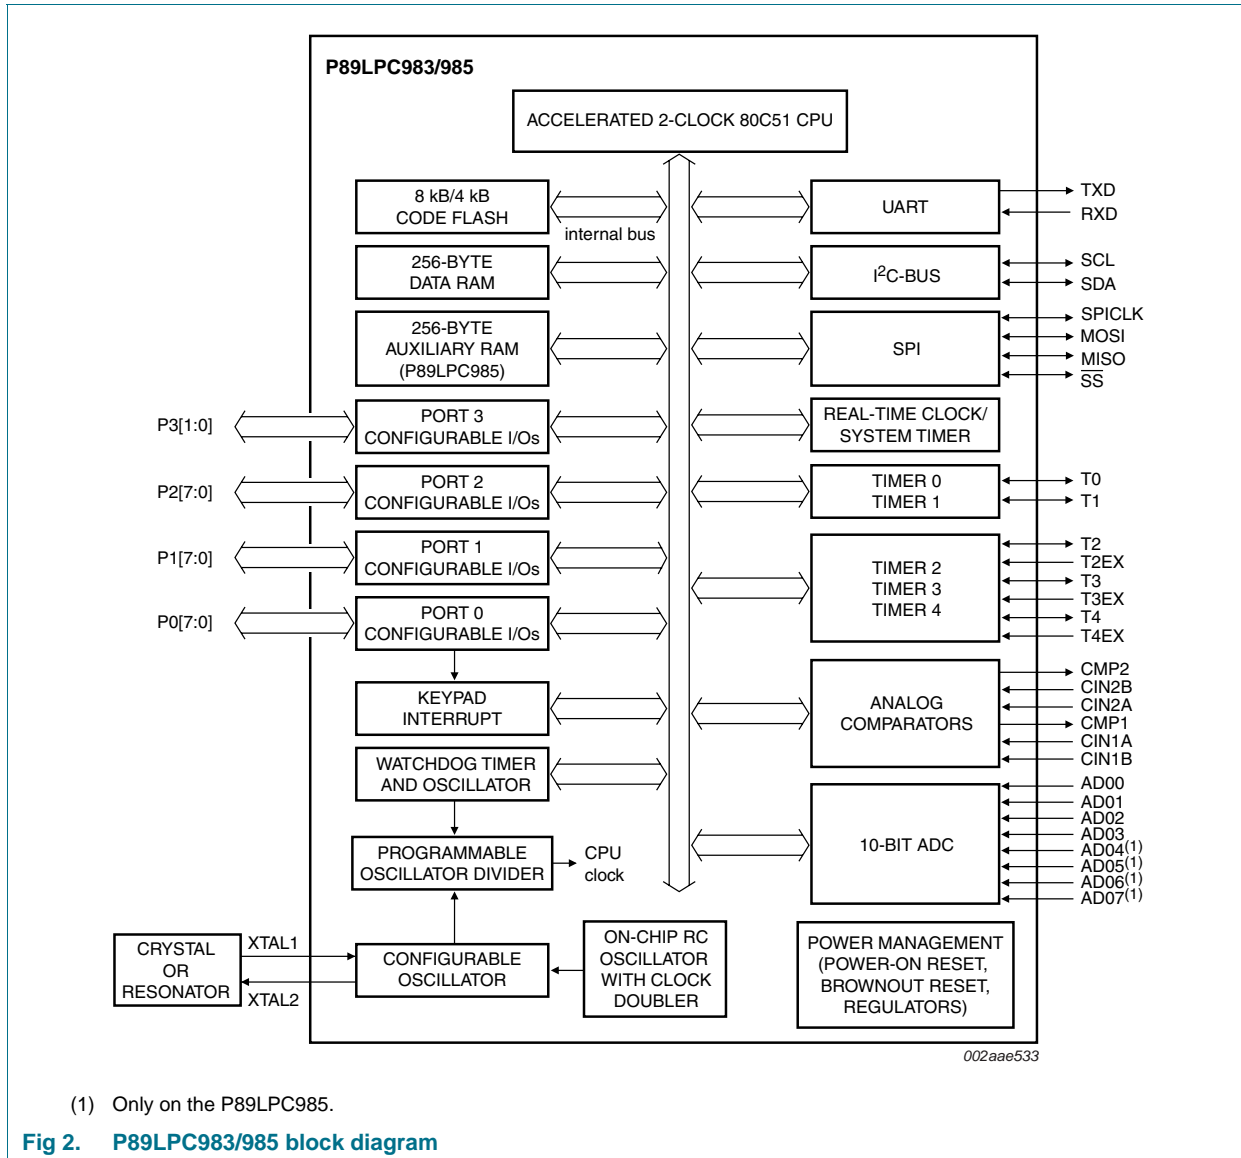 P89LPC983/985
ACCELERATED 2-CLOCK 80C51 CPU
8 kB/4 kB
CODE FLASH
internal bus
256-BYTE
DATA RAM
256-BYTE
AUXILIARY RAM
(P89LPC985)
P3[1:0]
PORT 3
CONFIGURABLE I/Os
P2[7:0]
PORT 2
CONFIGURABLE I/Os
P1[7:0]
PORT 1
CONFIGURABLE I/Os
P0[7:0]
PORT 0
CONFIGURABLE I/Os
KEYPAD
INTERRUPT
WATCHDOG TIMER
AND OSCILLATOR
PROGRAMMABLE
OSCILLATOR DIVIDER
CPU
clock
CRYSTAL
OR
RESONATOR
XTAL1
XTAL2
CONFIGURABLE
OSCILLATOR
ON-CHIP RC
OSCILLATOR
WITH CLOCK
DOUBLER
UART
TXD
RXD
I²C-BUS
SCL
SDA
SPI
SPICLK
MOSI
MISO
S̅S̅
REAL-TIME CLOCK/
SYSTEM TIMER
TIMER 0
TIMER 1
T0
T1
TIMER 2
TIMER 3
TIMER 4
T2
T2EX
T3
T3EX
T4
T4EX
ANALOG
COMPARATORS
CMP2
CIN2B
CIN2A
CMP1
CIN1A
CIN1B
10-BIT ADC
AD00
AD01
AD02
AD03
AD04(1)
AD05(1)
AD06(1)
AD07(1)
POWER MANAGEMENT
(POWER-ON RESET,
BROWNOUT RESET,
REGULATORS)
002aae533
(1) Only on the P89LPC985.
Fig 2. P89LPC983/985 block diagram